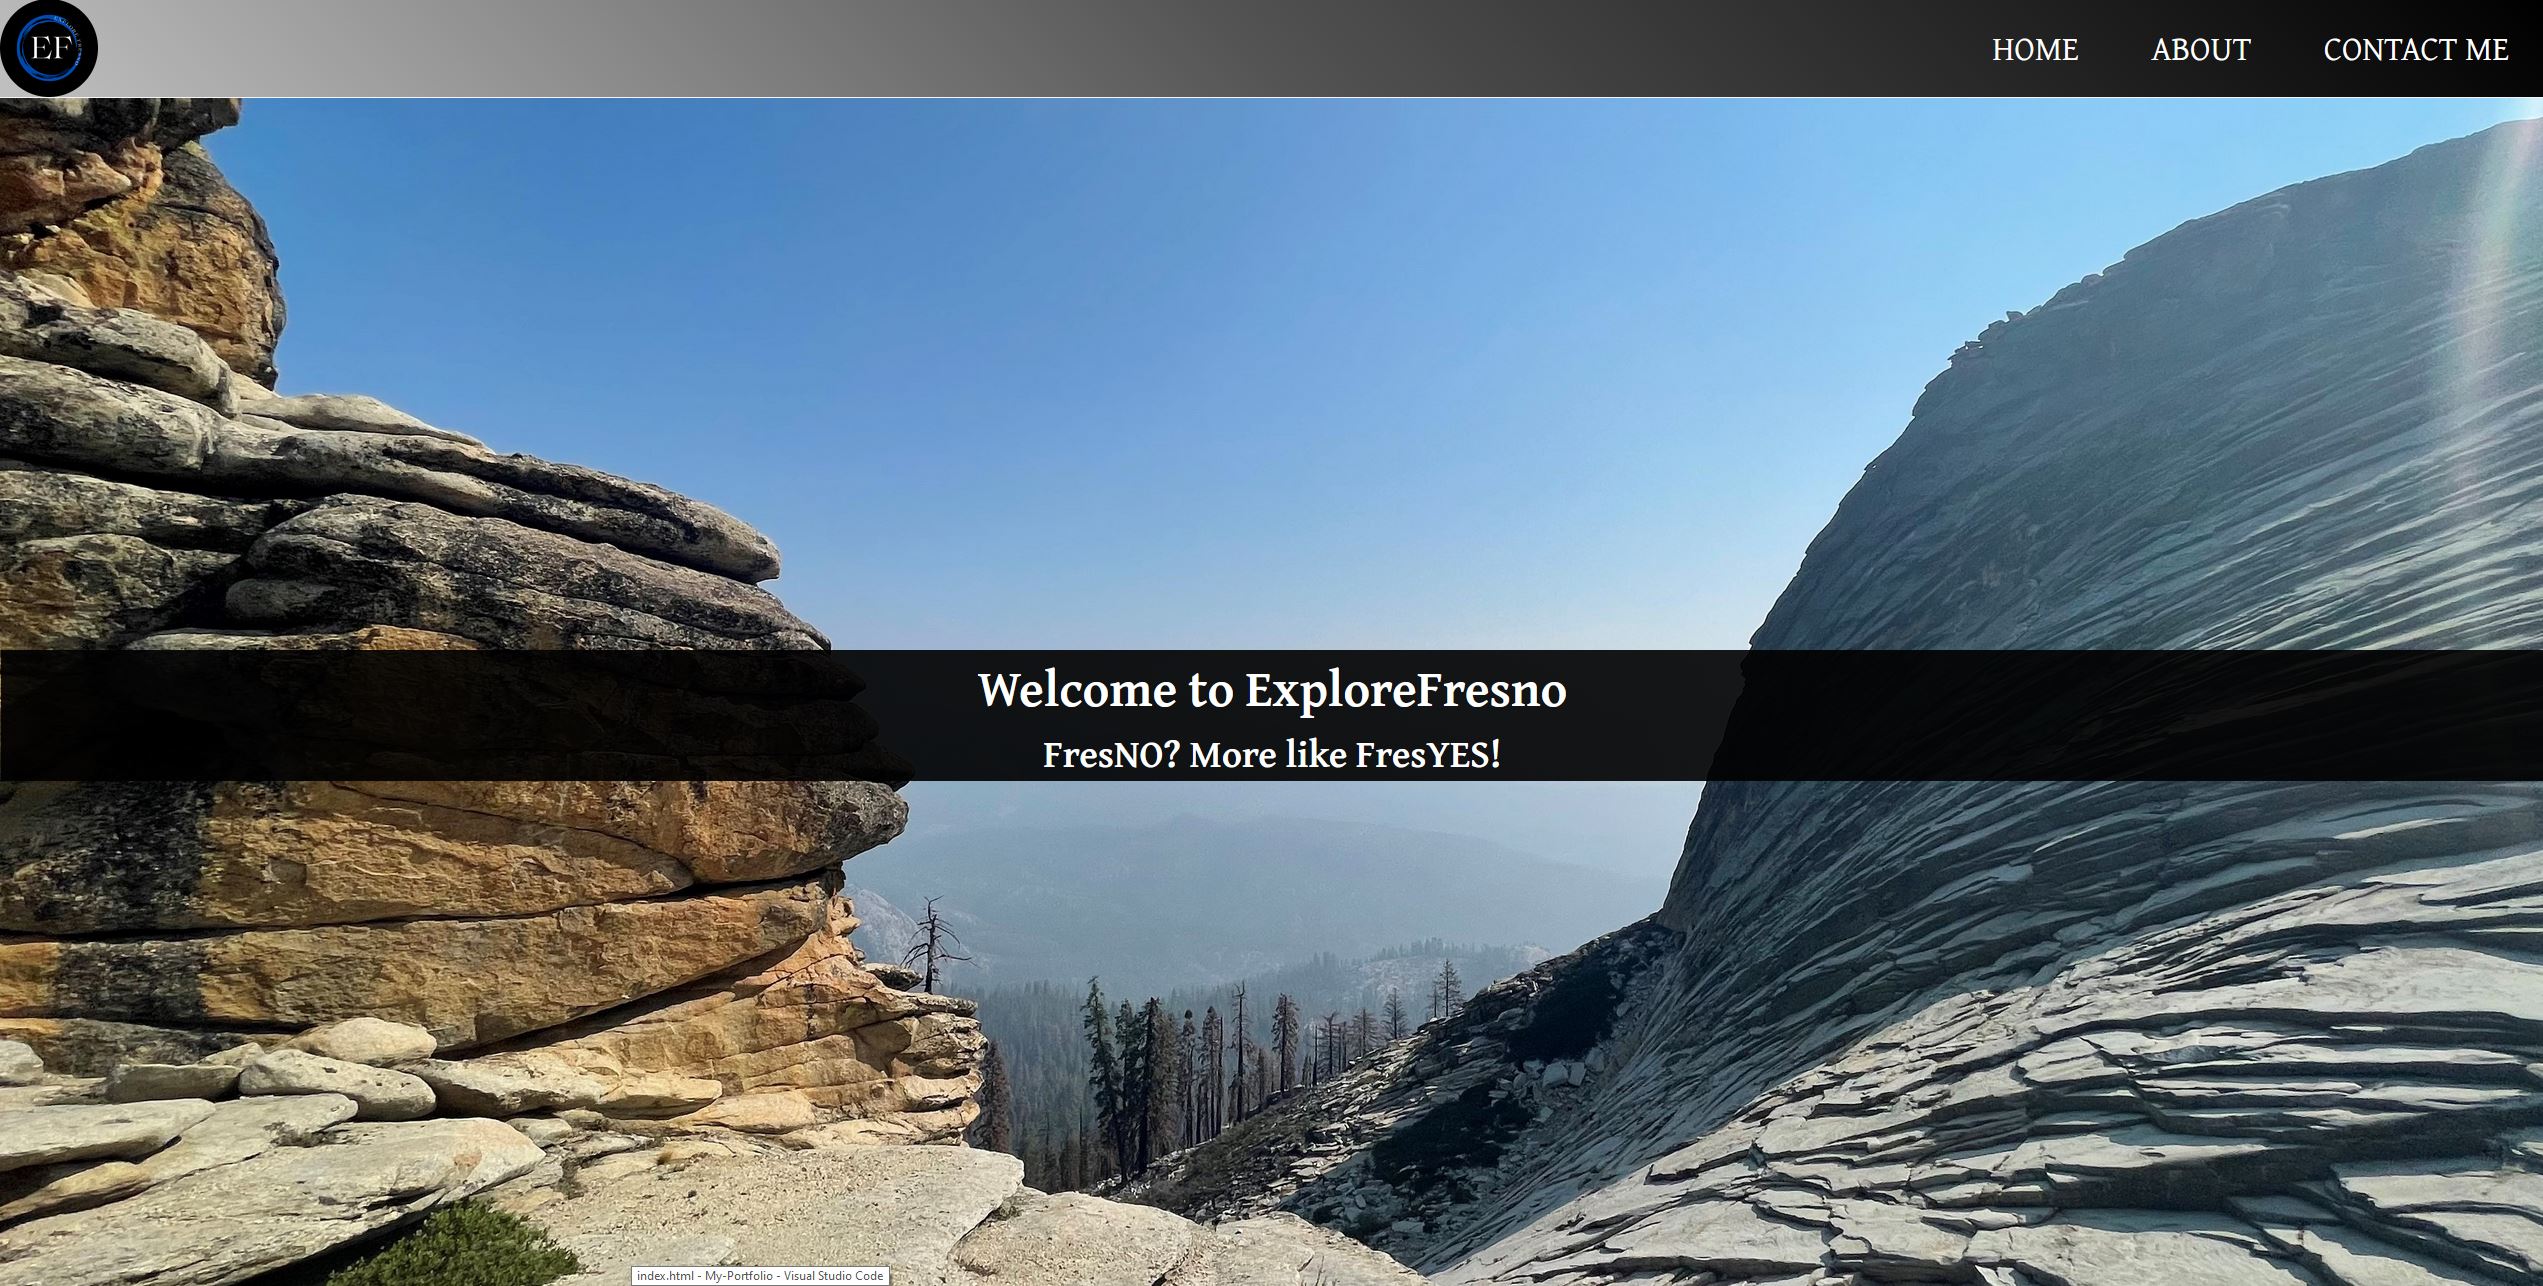 EF
HOME
ABOUT
CONTACT ME
Welcome to ExploreFresno
FresNO? More like FresYES!
index.html - My-Portfolio - Visual Studio Code